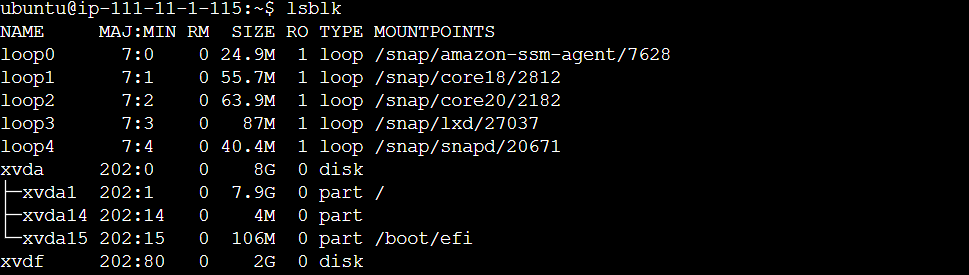 ubuntu@ip-111-11-1-115:~$ lsblk
NAME     MAJ:MIN RM  SIZE RO TYPE MOUNTPOINTS
loop0      7:0    0 24.9M  1 loop /snap/amazon-ssm-agent/7628
loop1      7:1    0 55.7M  1 loop /snap/core18/2812
loop2      7:2    0 63.9M  1 loop /snap/core20/2182
loop3      7:3    0   87M  1 loop /snap/lxd/27037
loop4      7:4    0 40.4M  1 loop /snap/snapd/20671
xvda     202:0    0    8G  0 disk
├─xvda1  202:1    0  7.9G  0 part /
├─xvda14 202:14   0    4M  0 part
└─xvda15 202:15   0  106M  0 part /boot/efi
xvdf     202:80   0    2G  0 disk